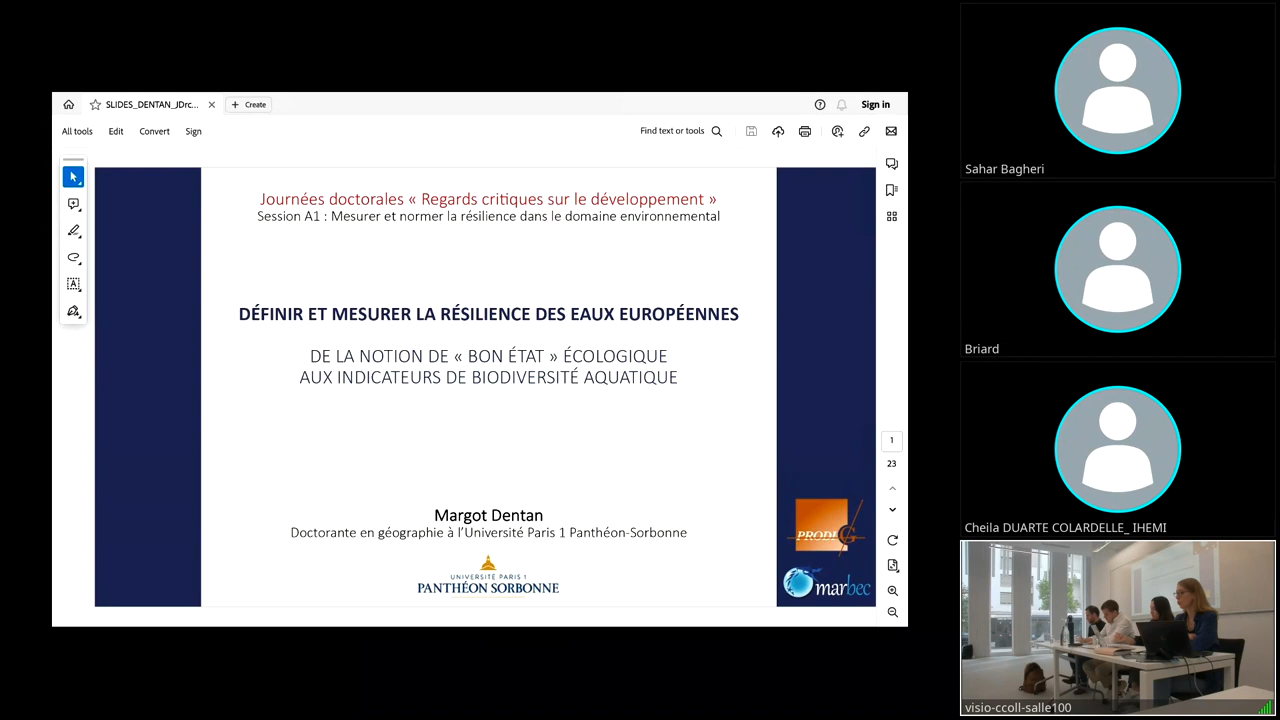 SLIDES_DENTAN_JDrc...
Create
Sign in
All tools
Edit
Convert
Sign
Find text or tools
Journées doctorales « Regards critiques sur le développement »
Session A1 : Mesurer et normer la résilience dans le domaine environnemental
DÉFINIR ET MESURER LA RÉSILIENCE DES EAUX EUROPÉENNES
DE LA NOTION DE « BON ÉTAT » ÉCOLOGIQUE
AUX INDICATEURS DE BIODIVERSITÉ AQUATIQUE
Margot Dentan
Doctorante en géographie à l'Université Paris 1 Panthéon-Sorbonne
UNIVERSITÉ PARIS 1
PANTHÉON SORBONNE
PRODIG
marbec
1
23
Sahar Bagheri
Briard
Cheila DUARTE COLARDELLE_ IHEMI
visio-ccoll-salle100